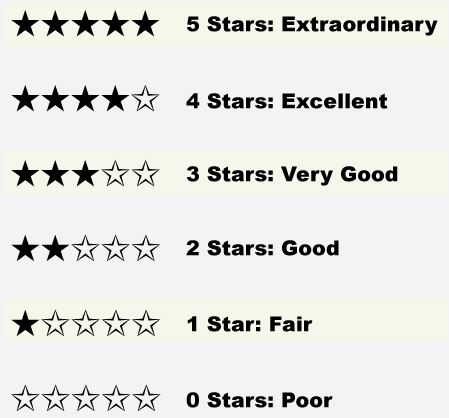 ★★★★★ 5 Stars: Extraordinary
★★★★☆ 4 Stars: Excellent
★★★☆☆ 3 Stars: Very Good
★★☆☆☆ 2 Stars: Good
★☆☆☆☆ 1 Star: Fair
☆☆☆☆☆ 0 Stars: Poor